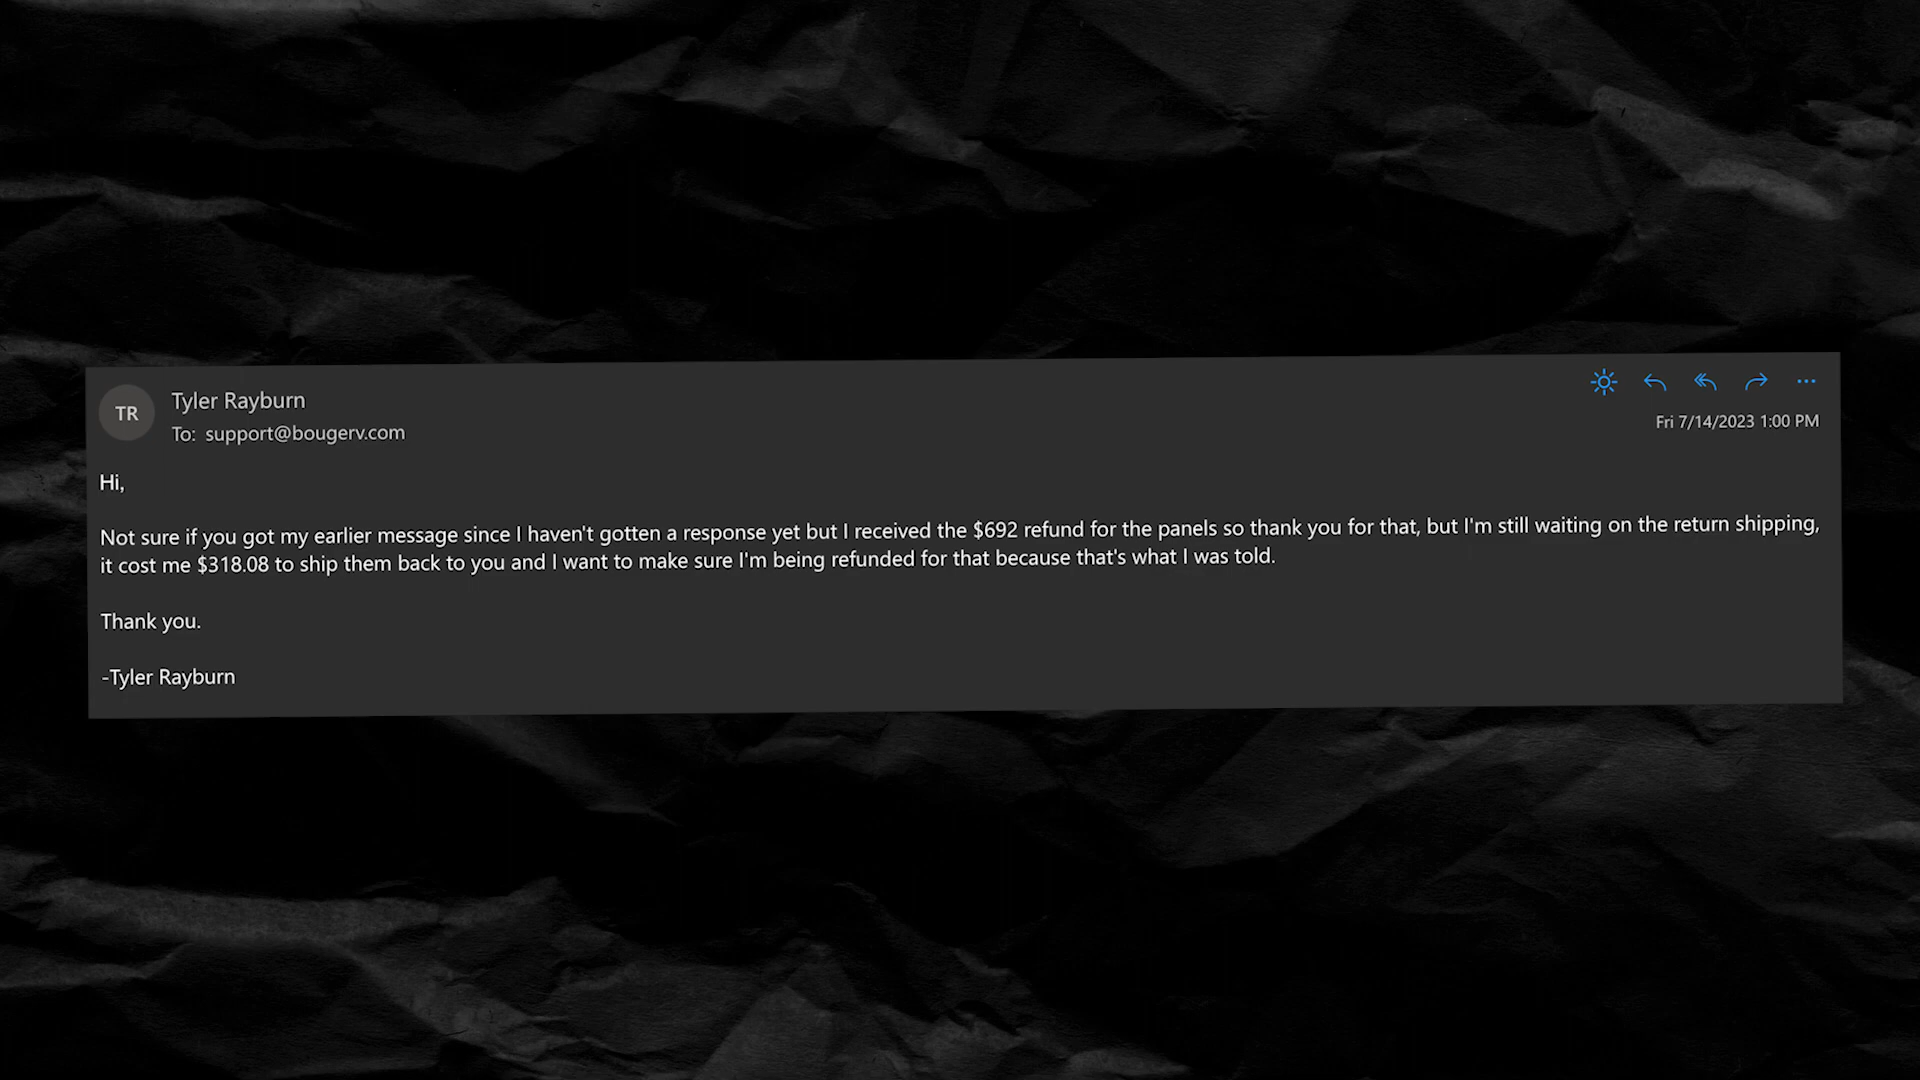 TR
Tyler Rayburn
To: support@bougerv.com
Fri 7/14/2023 1:00 PM
Hi,
Not sure if you got my earlier message since I haven't gotten a response yet but I received the $692 refund for the panels so thank you for that, but I'm still waiting on the return shipping,
it cost me $318.08 to ship them back to you and I want to make sure I'm being refunded for that because that's what I was told.
Thank you.
-Tyler Rayburn